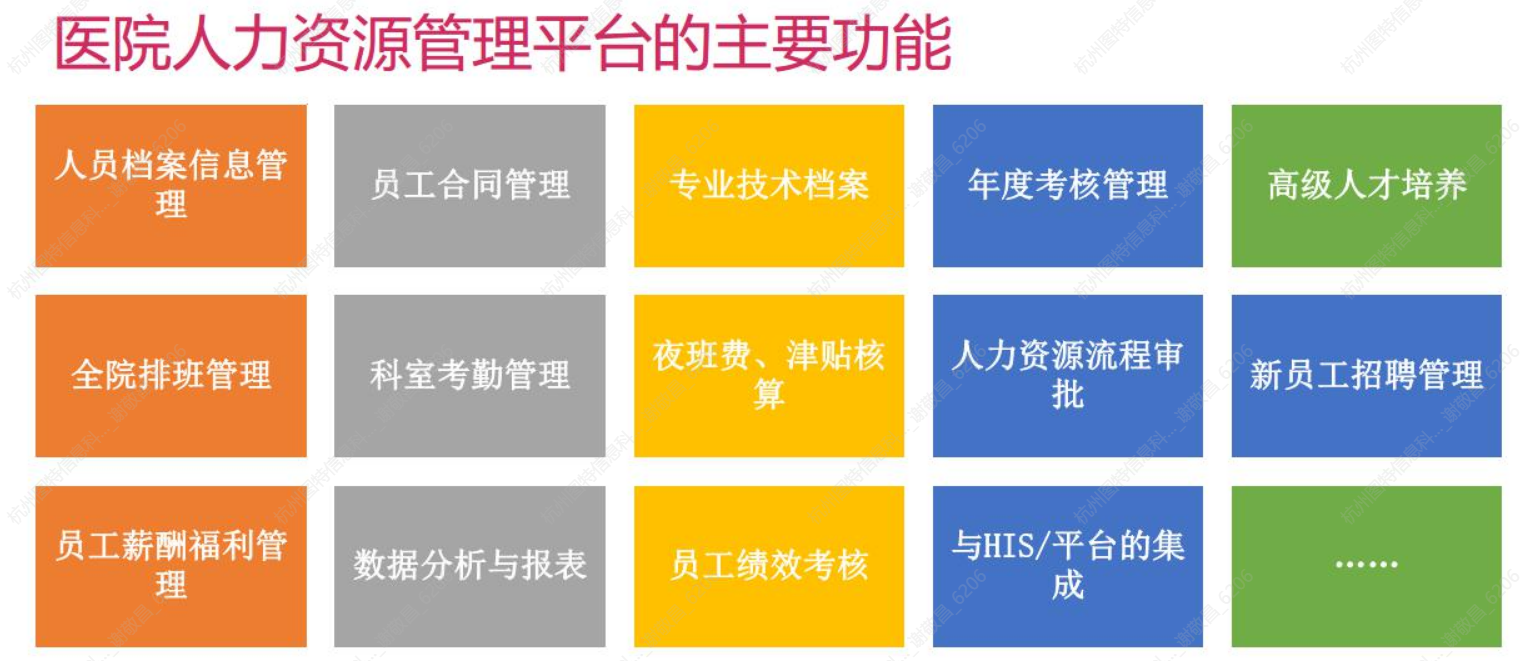 医院人力资源管理平台的主要功能
人员档案信息管
理
员工合同管理
专业技术档案
年度考核管理
高级人才培养
全院排班管理
科室考勤管理
夜班费、津贴核
算
人力资源流程审
批
新员工招聘管理
员工薪酬福利管
理
数据分析与报表
员工绩效考核
与HIS/平台的集
成
……